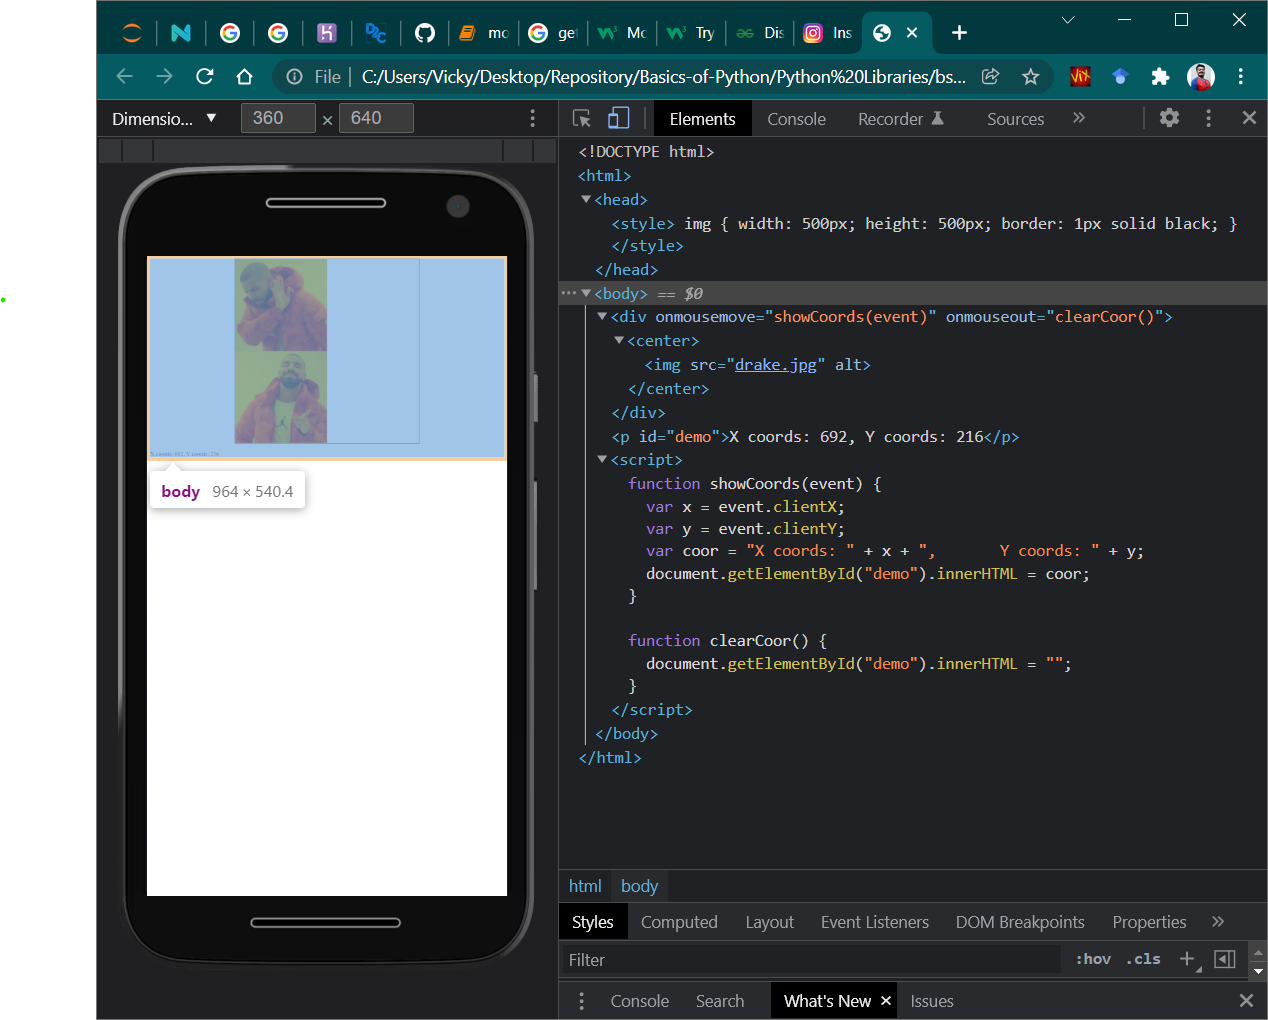 mo
ge
Mc
Try
Dis
Ins
File
C:/Users/Vicky/Desktop/Repository/Basics-of-Python/Python%20Libraries/bs...
Dimensio... ▼ 360 × 640
Elements Console Recorder Sources »
<!DOCTYPE html>
<html>
▼<head>
<style> img { width: 500px; height: 500px; border: 1px solid black; }
</style>
</head>
··· ▼<body> == $0
▼<div onmousemove="showCoords(event)" onmouseout="clearCoor()">
▼<center>
<img src="drake.jpg" alt>
</center>
</div>
<p id="demo">X coords: 692, Y coords: 216</p>
▼<script>
function showCoords(event) {
var x = event.clientX;
var y = event.clientY;
var coor = "X coords: " + x + ",       Y coords: " + y;
document.getElementById("demo").innerHTML = coor;
}
function clearCoor() {
document.getElementById("demo").innerHTML = "";
}
</script>
</body>
</html>
X coords: 692, Y coords: 216
body 964 × 540.4
html body
Styles Computed Layout Event Listeners DOM Breakpoints Properties »
Filter :hov .cls +
Console Search What's New × Issues